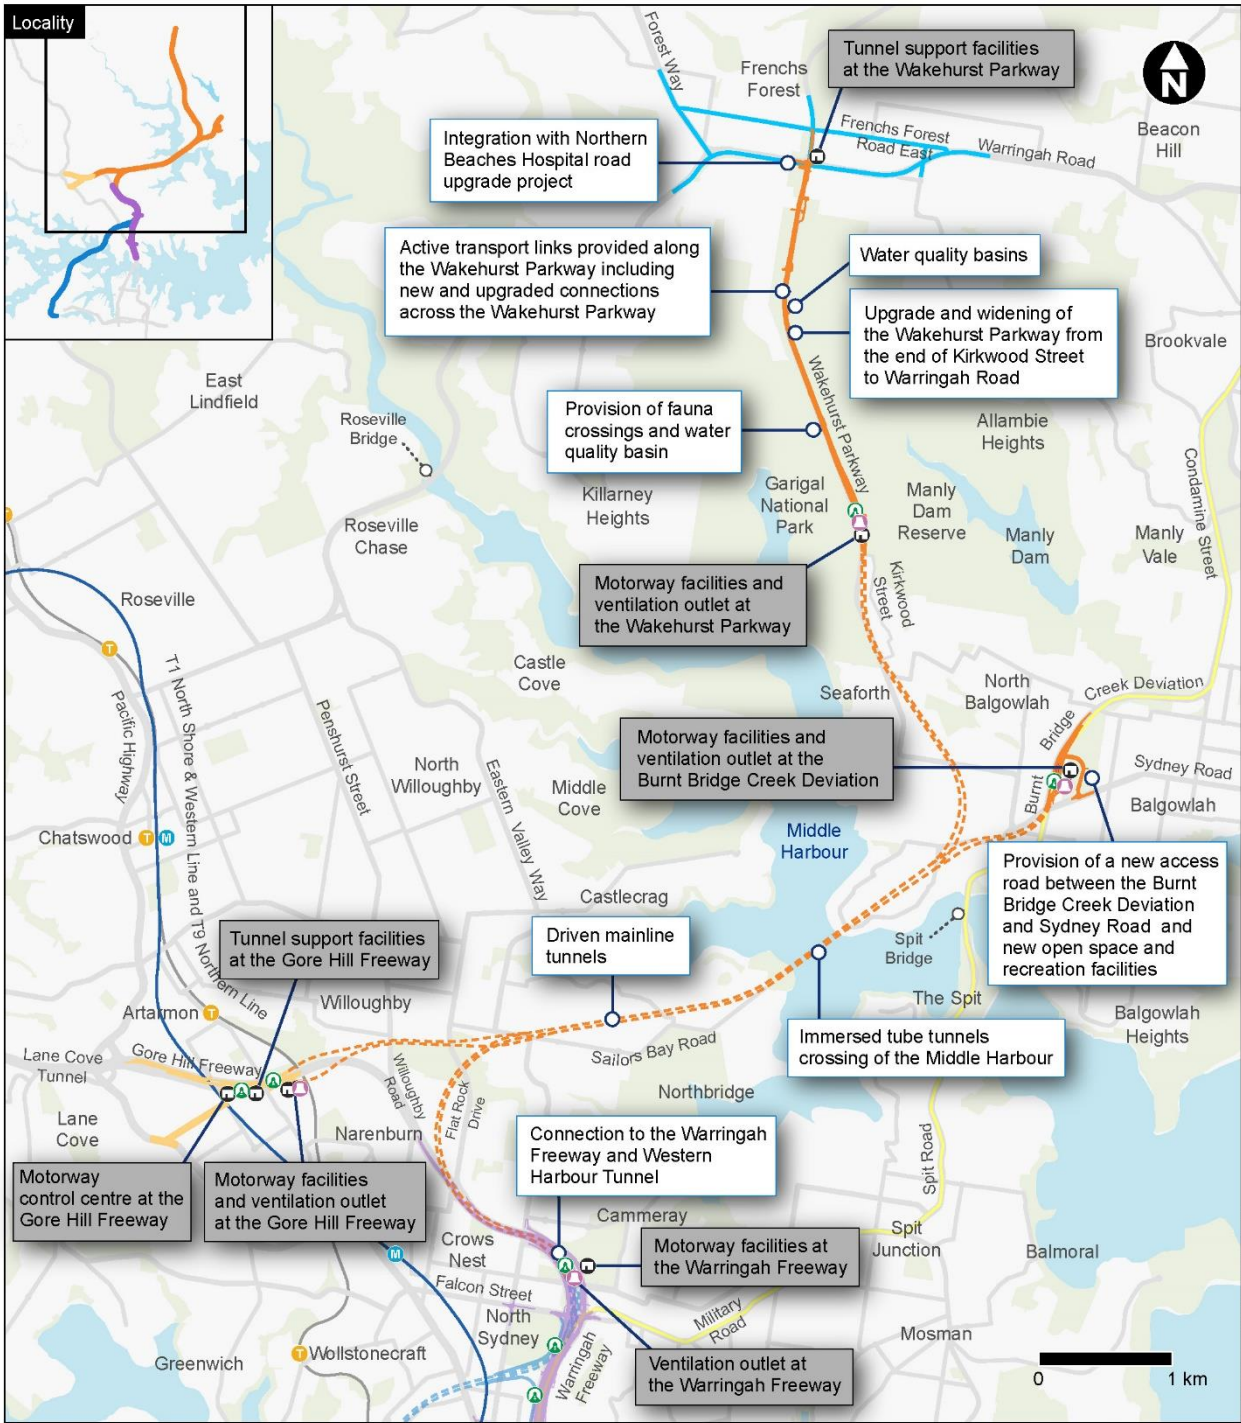 Locality
N
Forest Way
Frenchs
Forest
Tunnel support facilities
at the Wakehurst Parkway
Beacon
Hill
Frenchs Forest
Road East
Warringah Road
Integration with Northern
Beaches Hospital road
upgrade project
Active transport links provided along
the Wakehurst Parkway including
new and upgraded connections
across the Wakehurst Parkway
Water quality basins
Upgrade and widening of
the Wakehurst Parkway from
the end of Kirkwood Street
to Warringah Road
Brookvale
East
Lindfield
Roseville
Bridge
Provision of fauna
crossings and water
quality basin
Wakehurst Parkway
Allambie
Heights
Condamine Street
Killarney
Heights
Garigal
National
Park
Manly
Dam
Reserve
Manly
Dam
Manly
Vale
Roseville
Chase
Roseville
Motorway facilities and
ventilation outlet at
the Wakehurst Parkway
Kirkwood
Street
T1 North Shore & Western Line and T9 Northern Line
T
Pacific Highway
Penshurst Street
Castle
Cove
Seaforth
North
Balgowlah
Burnt Bridge Creek Deviation
Motorway facilities and
ventilation outlet at the
Burnt Bridge Creek Deviation
Sydney Road
Balgowlah
North
Willoughby
Eastern Valley Way
Middle
Cove
Middle
Harbour
Chatswood
T
M
Castlecrag
Provision of a new access
road between the Burnt
Bridge Creek Deviation
and Sydney Road and
new open space and
recreation facilities
Tunnel support facilities
at the Gore Hill Freeway
Driven mainline
tunnels
Spit
Bridge
The Spit
Willoughby
Artarmon
T
Balgowlah
Heights
Immersed tube tunnels
crossing of the Middle Harbour
Sailors Bay Road
Lane Cove
Tunnel
Gore Hill Freeway
Willoughby
Road
Flat Rock
Drive
Northbridge
Lane
Cove
Narenburn
Connection to the Warringah
Freeway and Western
Harbour Tunnel
Spit Road
Motorway
control centre at the
Gore Hill Freeway
Motorway facilities
and ventilation outlet
at the Gore Hill Freeway
Cammeray
Crows
Nest
M
Motorway facilities at
the Warringah Freeway
Spit
Junction
Balmoral
Falcon Street
North
Sydney
Military
Road
Mosman
Greenwich
T
Wollstonecraft
Warringah
Freeway
Ventilation outlet at
the Warringah Freeway
0
1 km